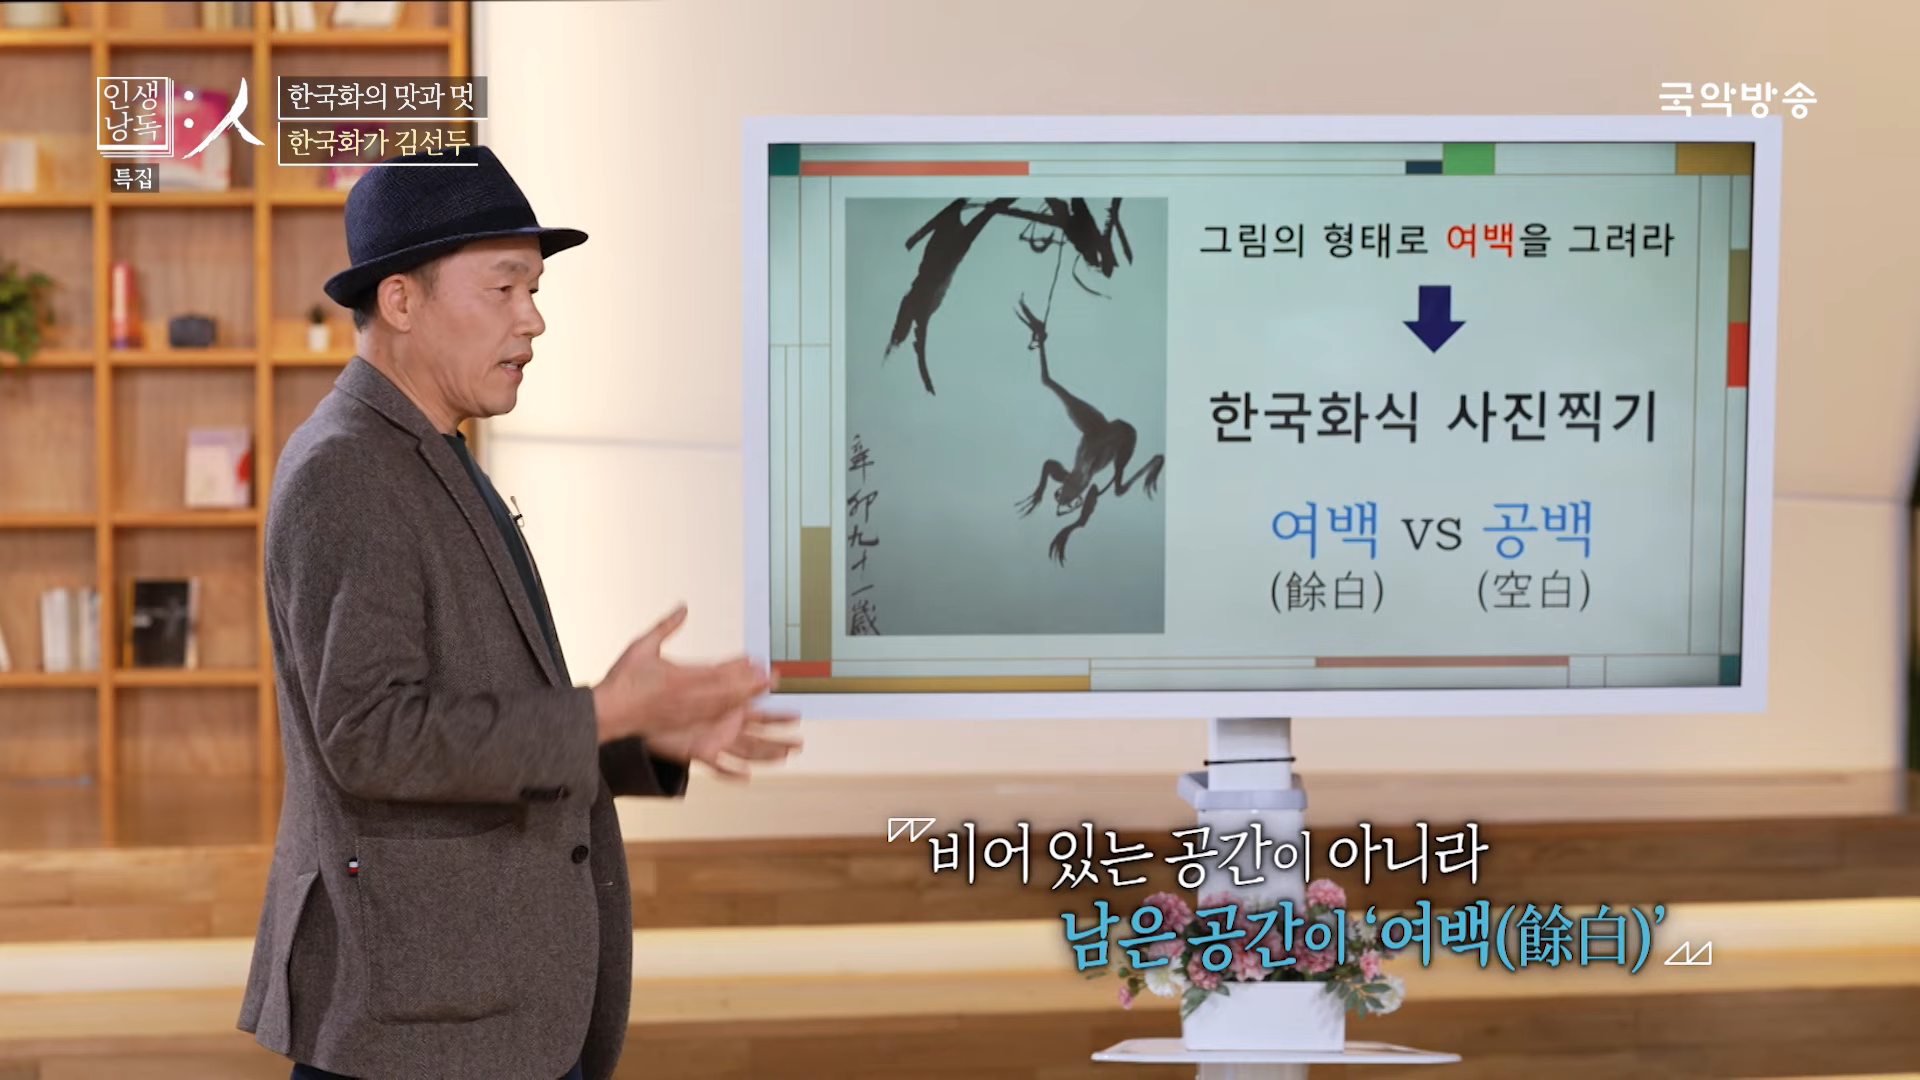 인생
낭독
:人
특집
한국화의 맛과 멋
한국화가 김선두
국악방송
그림의 형태로 여백을 그려라
한국화식 사진찍기
여백 vs 공백
(餘白) (空白)
辛卯九十一歲
비어 있는 공간이 아니라
남은 공간이 '여백(餘白)'